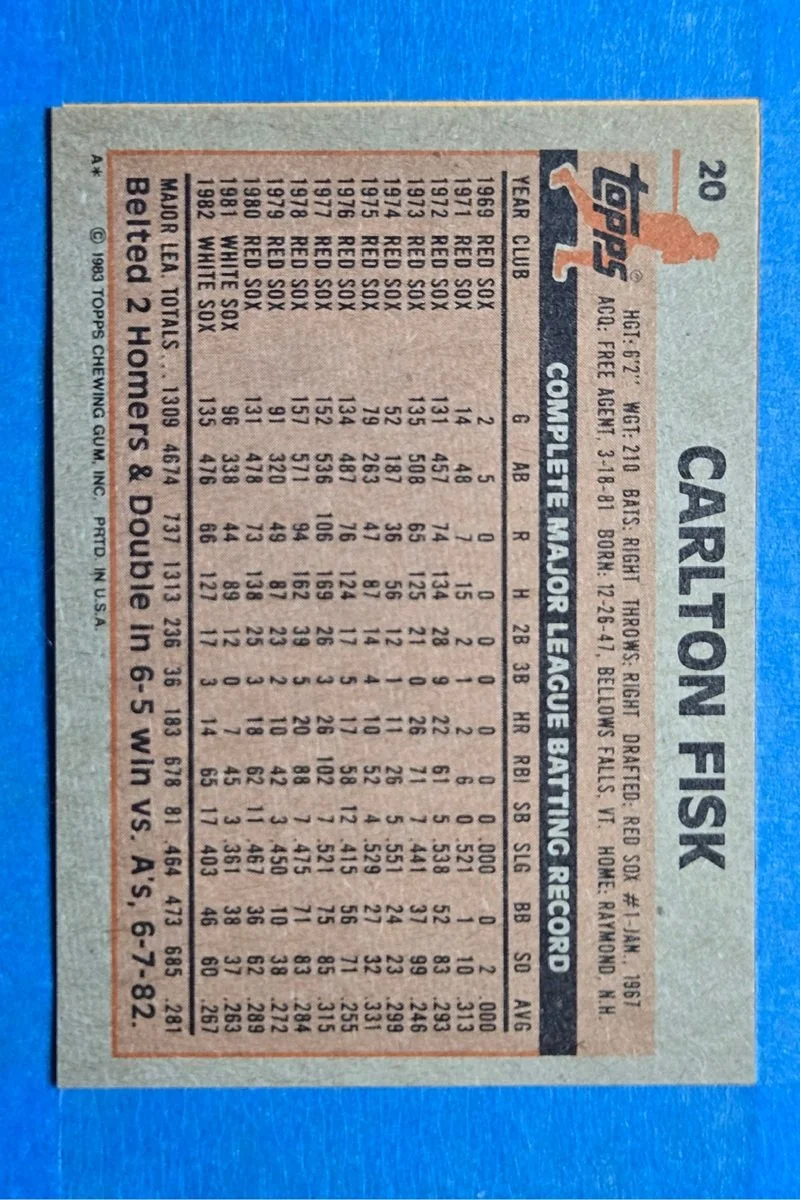 20
CARLTON FISK
topps®
HGT: 6'2" WGT: 210 BATS: RIGHT THROWS: RIGHT DRAFTED: RED SOX #1-JAN., 1967
ACQ: FREE AGENT, 3-18-81 BORN: 12-26-47, BELLOWS FALLS, VT. HOME: RAYMOND, N.H.
COMPLETE MAJOR LEAGUE BATTING RECORD
YEAR CLUB G AB R H 2B 3B HR RBI SB SLG BB SO AVG
1969 RED SOX 2 5 0 0 0 0 0 0 0 .000 0 2 .000
1971 RED SOX 14 48 7 15 2 1 2 6 0 .521 1 10 .313
1972 RED SOX 131 457 74 134 28 9 22 61 5 .538 52 83 .293
1973 RED SOX 135 508 65 125 21 0 26 71 7 .441 37 99 .246
1974 RED SOX 52 187 36 56 12 1 11 26 5 .551 24 23 .299
1975 RED SOX 79 263 47 87 14 4 10 52 4 .529 27 32 .331
1976 RED SOX 134 487 76 124 17 5 17 58 12 .415 56 71 .255
1977 RED SOX 152 536 106 169 26 3 26 102 7 .521 75 85 .315
1978 RED SOX 157 571 94 162 39 5 20 88 7 .475 71 83 .284
1979 RED SOX 91 320 49 87 23 2 10 42 3 .450 10 38 .272
1980 RED SOX 131 478 73 138 25 3 18 62 11 .467 36 62 .289
1981 WHITE SOX 96 338 44 89 12 0 7 45 3 .361 38 37 .263
1982 WHITE SOX 135 476 66 127 17 3 14 65 17 .403 46 60 .267
MAJOR LEA. TOTALS... 1309 4674 737 1313 236 36 183 678 81 .464 473 685 .281
Belted 2 Homers & Double in 6-5 win vs. A's, 6-7-82.
A* © 1983 TOPPS CHEWING GUM, INC. PRTD. IN U.S.A.